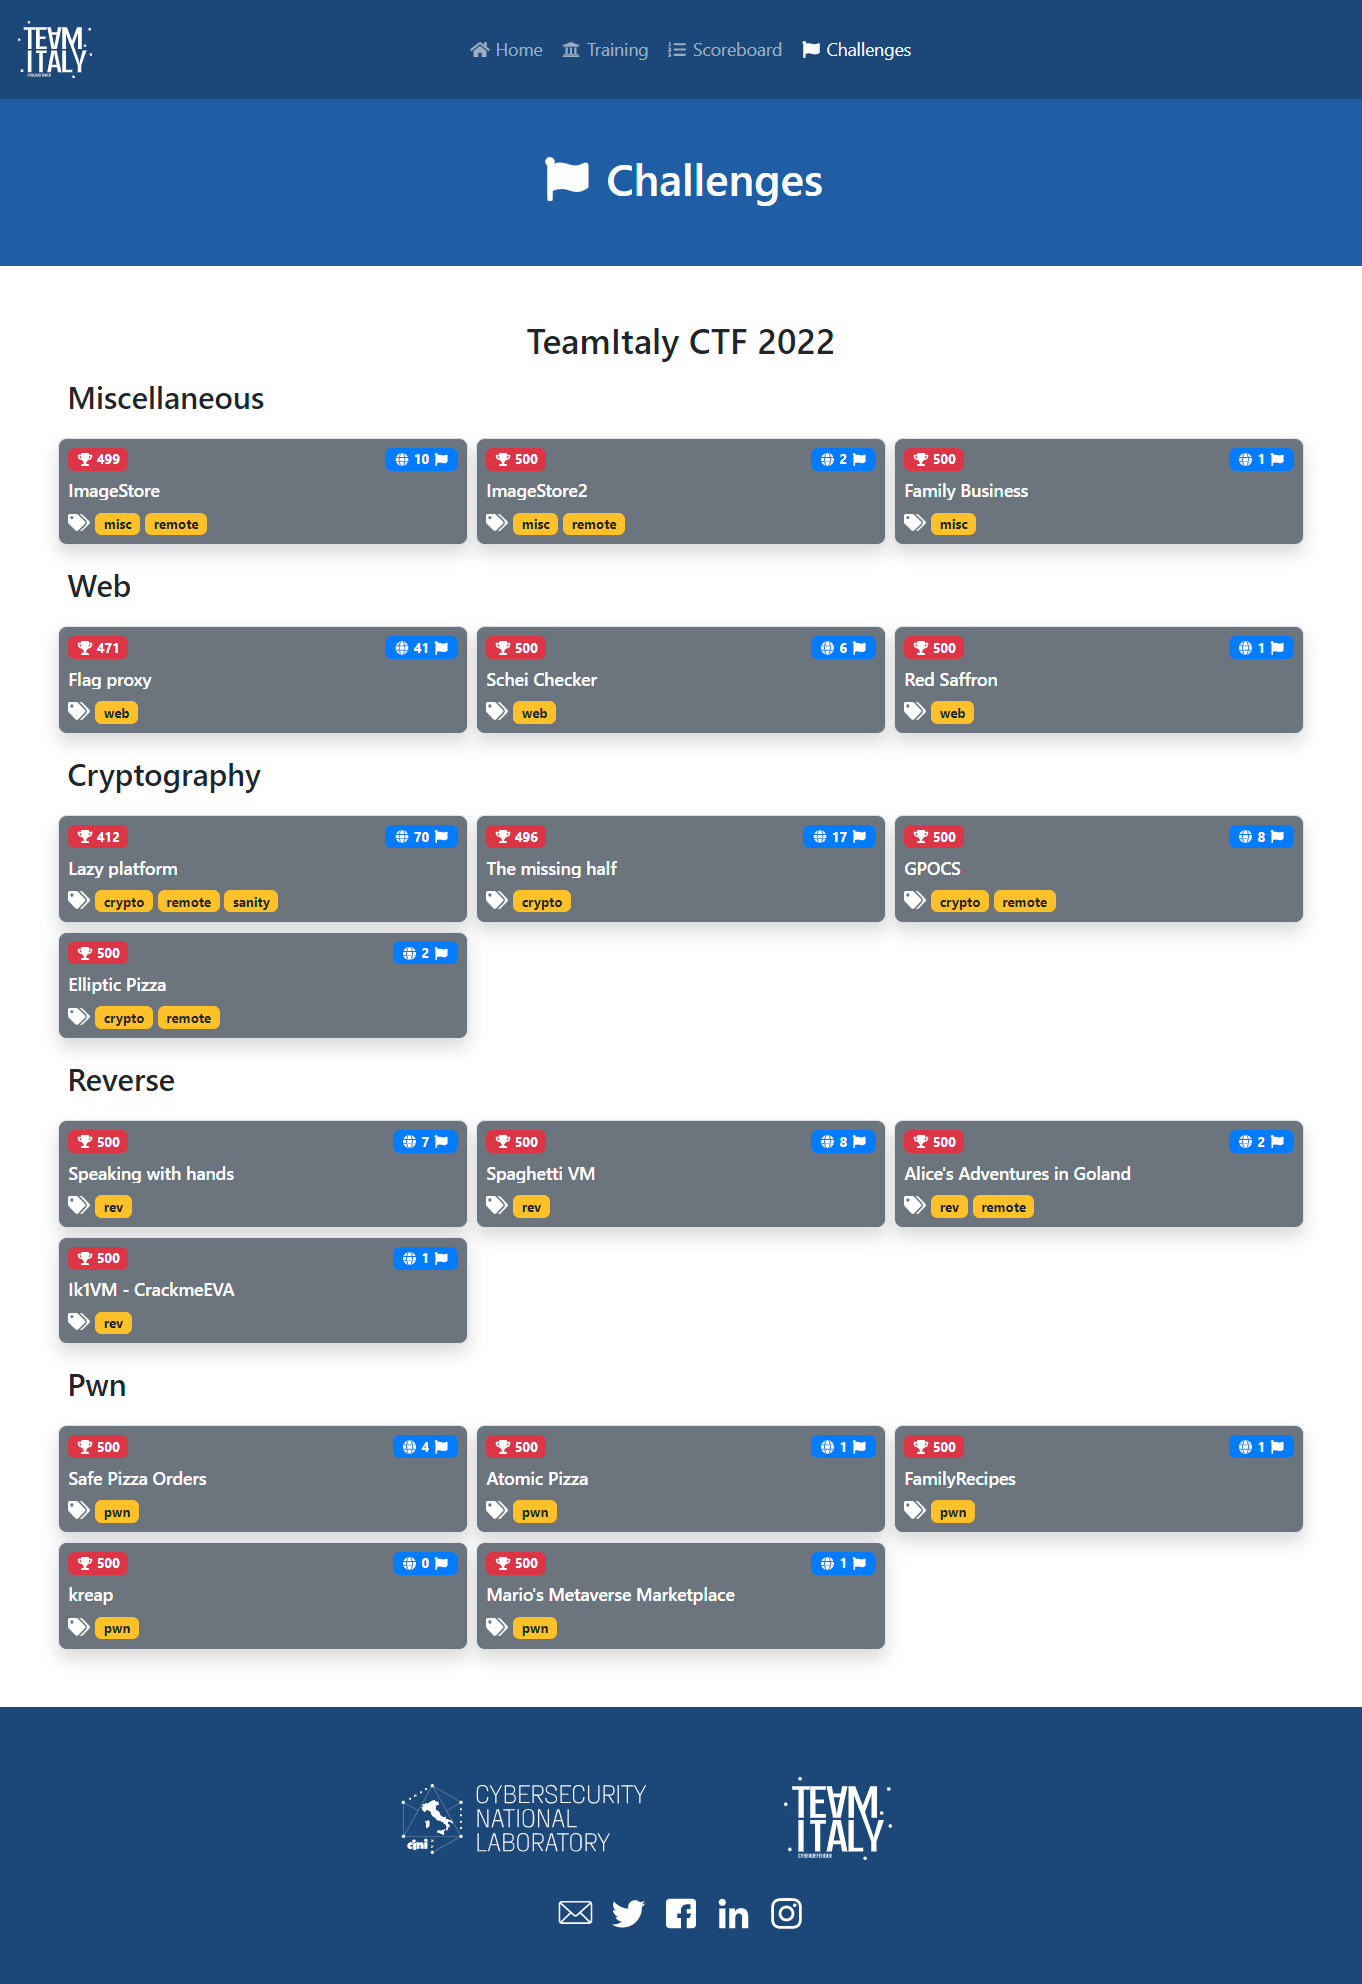 TEAM ITALY
CYBERDEFENDER
Home Training Scoreboard Challenges
Challenges
TeamItaly CTF 2022
Miscellaneous
499 10
ImageStore
misc remote
500 2
ImageStore2
misc remote
500 1
Family Business
misc
Web
471 41
Flag proxy
web
500 6
Schei Checker
web
500 1
Red Saffron
web
Cryptography
412 70
Lazy platform
crypto remote sanity
496 17
The missing half
crypto
500 8
GPOCS
crypto remote
500 2
Elliptic Pizza
crypto remote
Reverse
500 7
Speaking with hands
rev
500 8
Spaghetti VM
rev
500 2
Alice's Adventures in Goland
rev remote
500 1
Ik1VM - CrackmeEVA
rev
Pwn
500 4
Safe Pizza Orders
pwn
500 1
Atomic Pizza
pwn
500 1
FamilyRecipes
pwn
500 0
kreap
pwn
500 1
Mario's Metaverse Marketplace
pwn
cini
CYBERSECURITY
NATIONAL
LABORATORY
TEAM
ITALY
CYBERDEFENDER